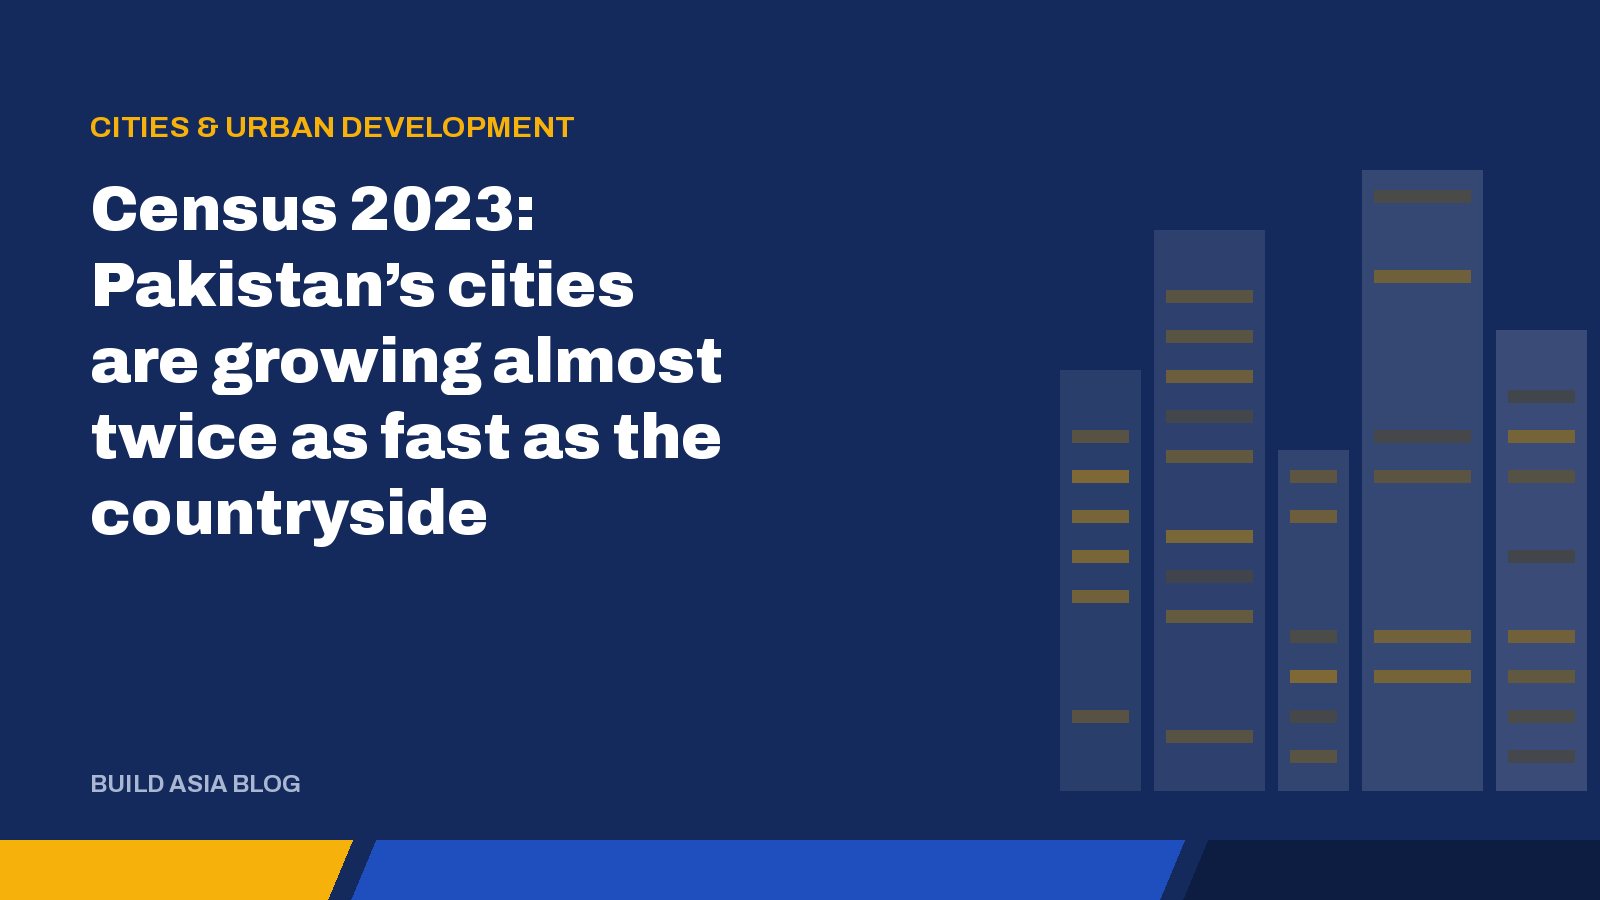 CITIES & URBAN DEVELOPMENT
Census 2023:
Pakistan’s cities
are growing almost
twice as fast as the
countryside
BUILD ASIA BLOG